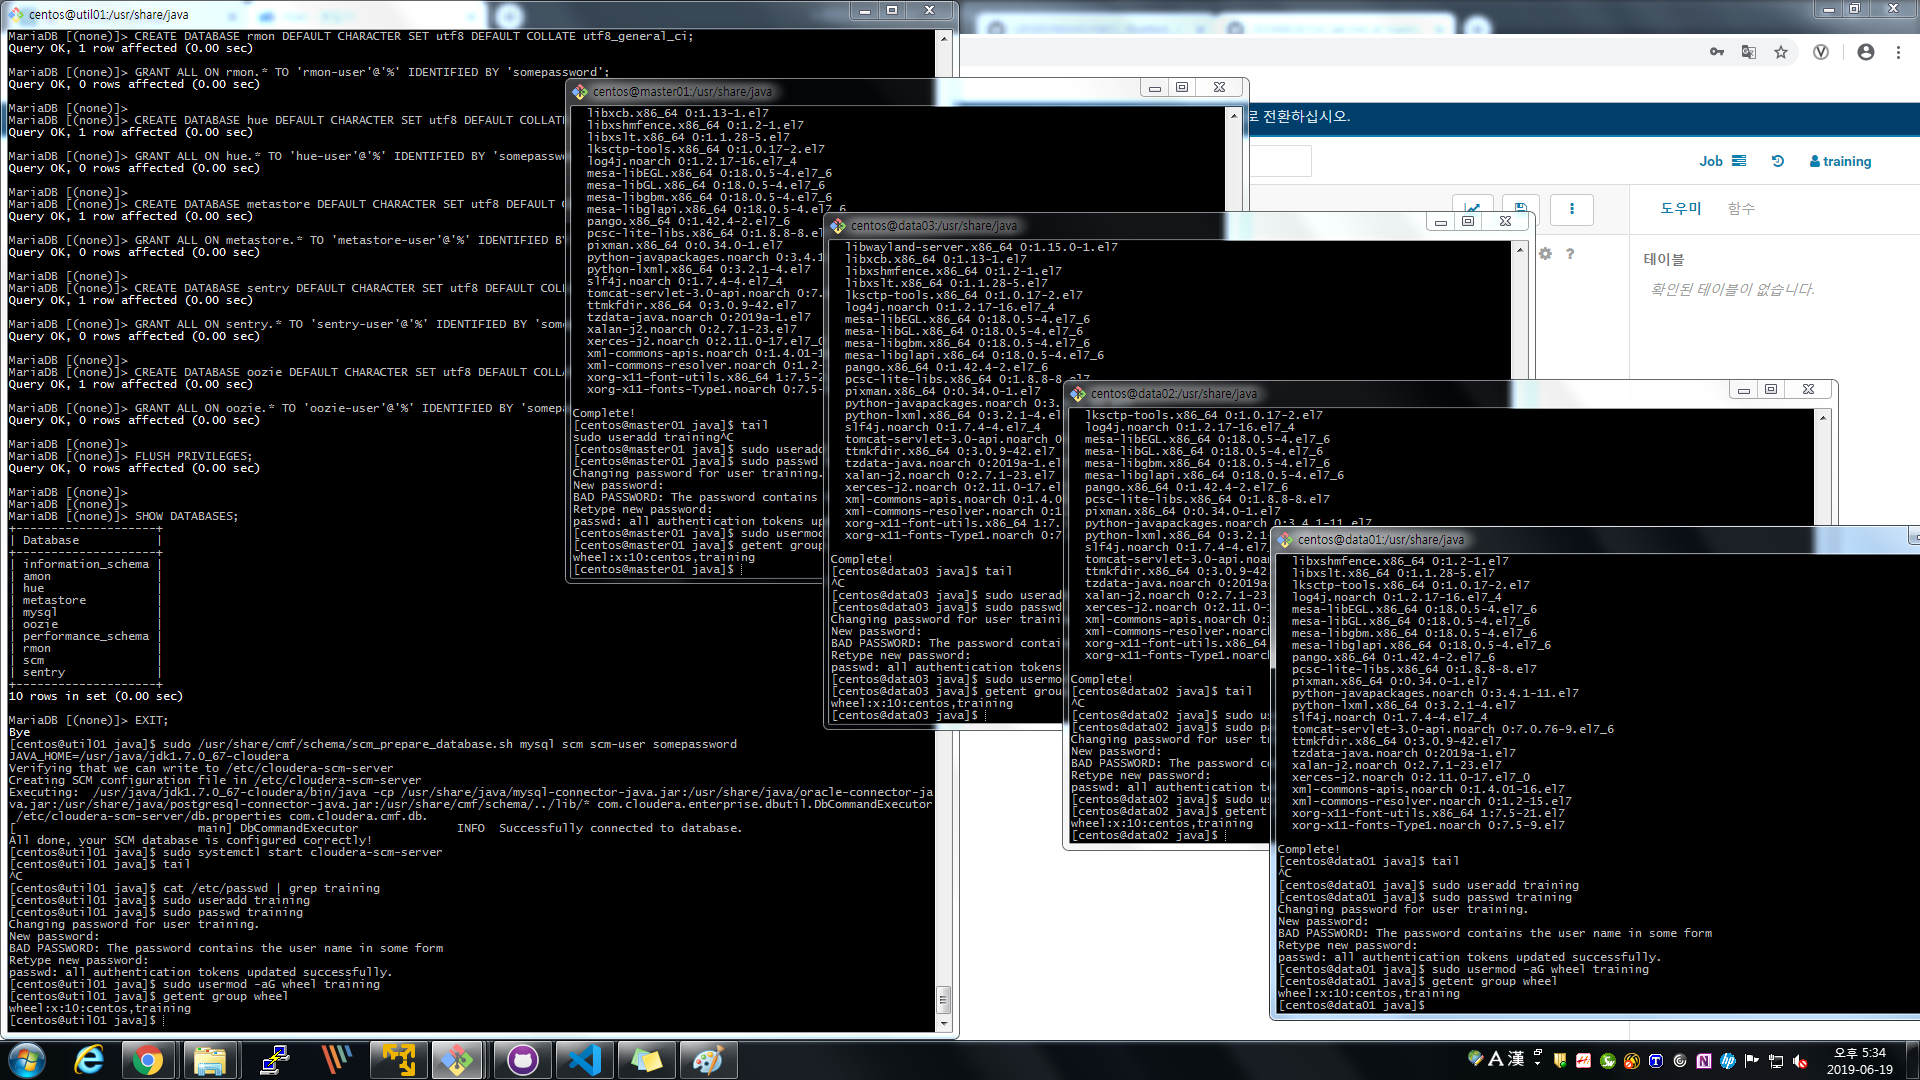 centos@util01:/usr/share/java
MariaDB [(none)]> CREATE DATABASE rmon DEFAULT CHARACTER SET utf8 DEFAULT COLLATE utf8_general_ci;
Query OK, 1 row affected (0.00 sec)
MariaDB [(none)]> GRANT ALL ON rmon.* TO 'rmon-user'@'%' IDENTIFIED BY 'somepassword';
Query OK, 0 rows affected (0.00 sec)
MariaDB [(none)]>
MariaDB [(none)]> CREATE DATABASE hue DEFAULT CHARACTER SET utf8 DEFAULT COLLAT
Query OK, 1 row affected (0.00 sec)
MariaDB [(none)]> GRANT ALL ON hue.* TO 'hue-user'@'%' IDENTIFIED BY 'somepassw
Query OK, 0 rows affected (0.00 sec)
MariaDB [(none)]>
MariaDB [(none)]> CREATE DATABASE metastore DEFAULT CHARACTER SET utf8 DEFAULT
Query OK, 1 row affected (0.00 sec)
MariaDB [(none)]> GRANT ALL ON metastore.* TO 'metastore-user'@'%' IDENTIFIED BY
Query OK, 0 rows affected (0.00 sec)
MariaDB [(none)]>
MariaDB [(none)]> CREATE DATABASE sentry DEFAULT CHARACTER SET utf8 DEFAULT COLL
Query OK, 1 row affected (0.00 sec)
MariaDB [(none)]> GRANT ALL ON sentry.* TO 'sentry-user'@'%' IDENTIFIED BY 'som
Query OK, 0 rows affected (0.00 sec)
MariaDB [(none)]>
MariaDB [(none)]> CREATE DATABASE oozie DEFAULT CHARACTER SET utf8 DEFAULT COLLA
Query OK, 1 row affected (0.00 sec)
MariaDB [(none)]> GRANT ALL ON oozie.* TO 'oozie-user'@'%' IDENTIFIED BY 'somep
Query OK, 0 rows affected (0.00 sec)
MariaDB [(none)]>
MariaDB [(none)]> FLUSH PRIVILEGES;
Query OK, 0 rows affected (0.00 sec)
MariaDB [(none)]>
MariaDB [(none)]>
MariaDB [(none)]> SHOW DATABASES;
+--------------------+
| Database           |
+--------------------+
| information_schema |
| amon               |
| hue                |
| metastore          |
| mysql              |
| oozie              |
| performance_schema |
| rmon               |
| scm                |
| sentry             |
+--------------------+
10 rows in set (0.00 sec)
MariaDB [(none)]> EXIT;
Bye
[centos@util01 java]$ sudo /usr/share/cmf/schema/scm_prepare_database.sh mysql scm scm-user somepassword
JAVA_HOME=/usr/java/jdk1.7.0_67-cloudera
Verifying that we can write to /etc/cloudera-scm-server
Creating SCM configuration file in /etc/cloudera-scm-server
Executing:  /usr/java/jdk1.7.0_67-cloudera/bin/java -cp /usr/share/java/mysql-connector-java.jar:/usr/share/java/oracle-connector-ja
va.jar:/usr/share/java/postgresql-connector-java.jar:/usr/share/cmf/schema/../lib/* com.cloudera.enterprise.dbutil.DbCommandExecutor
/etc/cloudera-scm-server/db.properties com.cloudera.cmf.db.
[                          main] DbCommandExecutor              INFO  Successfully connected to database.
All done, your SCM database is configured correctly!
[centos@util01 java]$ sudo systemctl start cloudera-scm-server
[centos@util01 java]$ tail
^C
[centos@util01 java]$ cat /etc/passwd | grep training
[centos@util01 java]$ sudo useradd training
[centos@util01 java]$ sudo passwd training
Changing password for user training.
New password:
BAD PASSWORD: The password contains the user name in some form
Retype new password:
passwd: all authentication tokens updated successfully.
[centos@util01 java]$ sudo usermod -aG wheel training
[centos@util01 java]$ getent group wheel
wheel:x:10:centos,training
[centos@util01 java]$
centos@master01:/usr/share/java
libxcb.x86_64 0:1.13-1.el7
libxshmfence.x86_64 0:1.2-1.el7
libxslt.x86_64 0:1.1.28-5.el7
lksctp-tools.x86_64 0:1.0.17-2.el7
log4j.noarch 0:1.2.17-16.el7_4
mesa-libEGL.x86_64 0:18.0.5-4.el7_6
mesa-libGL.x86_64 0:18.0.5-4.el7_6
mesa-libgbm.x86_64 0:18.0.5-4.el7_6
mesa-libglapi.x86_64 0:18.0.5-4.el7_6
pango.x86_64 0:1.42.4-2.el7_6
pcsc-lite-libs.x86_64 0:1.8.8-8.el
pixman.x86_64 0:0.34.0-1.el7
python-javapackages.noarch 0:3.4.1
python-lxml.x86_64 0:3.2.1-4.el7
slf4j.noarch 0:1.7.4-4.el7_4
tomcat-servlet-3.0-api.noarch 0:7.
ttmkfdir.x86_64 0:3.0.9-42.el7
tzdata-java.noarch 0:2019a-1.el7
xalan-j2.noarch 0:2.7.1-23.el7
xerces-j2.noarch 0:2.11.0-17.el7_0
xml-commons-apis.noarch 0:1.4.01-1
xml-commons-resolver.noarch 0:1.2-
xorg-x11-font-utils.x86_64 1:7.5-2
xorg-x11-fonts-Type1.noarch 0:7.5-
Complete!
[centos@master01 java]$ tail
sudo useradd training^C
[centos@master01 java]$ sudo useradd
[centos@master01 java]$ sudo passwd
Changing password for user training.
New password:
BAD PASSWORD: The password contains
Retype new password:
passwd: all authentication tokens up
[centos@master01 java]$ sudo usermod
[centos@master01 java]$ getent group
wheel:x:10:centos,training
[centos@master01 java]$
centos@data03:/usr/share/java
libwayland-server.x86_64 0:1.15.0-1.el7
libxcb.x86_64 0:1.13-1.el7
libxshmfence.x86_64 0:1.2-1.el7
libxslt.x86_64 0:1.1.28-5.el7
lksctp-tools.x86_64 0:1.0.17-2.el7
log4j.noarch 0:1.2.17-16.el7_4
mesa-libEGL.x86_64 0:18.0.5-4.el7_6
mesa-libGL.x86_64 0:18.0.5-4.el7_6
mesa-libgbm.x86_64 0:18.0.5-4.el7_6
mesa-libglapi.x86_64 0:18.0.5-4.el7_6
pango.x86_64 0:1.42.4-2.el7_6
pcsc-lite-libs.x86_64 0:1.8.8-8.el
pixman.x86_64 0:0.34.0-1.el7
python-javapackages.noarch 0:3.
python-lxml.x86_64 0:3.2.1-4.el
slf4j.noarch 0:1.7.4-4.el7_4
tomcat-servlet-3.0-api.noarch 0
ttmkfdir.x86_64 0:3.0.9-42.el7
tzdata-java.noarch 0:2019a-1.el
xalan-j2.noarch 0:2.7.1-23.el7
xerces-j2.noarch 0:2.11.0-17.el
xml-commons-apis.noarch 0:1.4.0
xml-commons-resolver.noarch 0:1
xorg-x11-font-utils.x86_64 1:7.
xorg-x11-fonts-Type1.noarch 0:7
Complete!
[centos@data03 java]$ tail
^C
[centos@data03 java]$ sudo userad
[centos@data03 java]$ sudo passwd
Changing password for user traini
New password:
BAD PASSWORD: The password contai
Retype new password:
passwd: all authentication tokens
[centos@data03 java]$ sudo usermo
[centos@data03 java]$ getent grou
wheel:x:10:centos,training
[centos@data03 java]$
centos@data02:/usr/share/java
lksctp-tools.x86_64 0:1.0.17-2.el7
log4j.noarch 0:1.2.17-16.el7_4
mesa-libEGL.x86_64 0:18.0.5-4.el7_6
mesa-libGL.x86_64 0:18.0.5-4.el7_6
mesa-libgbm.x86_64 0:18.0.5-4.el7_6
mesa-libglapi.x86_64 0:18.0.5-4.el7_6
pango.x86_64 0:1.42.4-2.el7_6
pcsc-lite-libs.x86_64 0:1.8.8-8.el7
pixman.x86_64 0:0.34.0-1.el7
python-javapackages.noarch 0:3.4.1-11.el7
python-lxml.x86_64 0:3.2.1-4.e
slf4j.noarch 0:1.7.4-4.el7
tomcat-servlet-3.0-api.noa
ttmkfdir.x86_64 0:3.0.9-42
tzdata-java.noarch 0:2019a
xalan-j2.noarch 0:2.7.1-23
xerces-j2.noarch 0:2.11.0-
xml-commons-apis.noarch 0:
xml-commons-resolver.noarch
xorg-x11-font-utils.x86_64
xorg-x11-fonts-Type1.noarch
Complete!
[centos@data02 java]$ tail
^C
[centos@data02 java]$ sudo us
[centos@data02 java]$ sudo pa
Changing password for user tr
New password:
BAD PASSWORD: The password co
Retype new password:
passwd: all authentication to
[centos@data02 java]$ sudo us
[centos@data02 java]$ getent
wheel:x:10:centos,training
[centos@data02 java]$
centos@data01:/usr/share/java
libxshmfence.x86_64 0:1.2-1.el7
libxslt.x86_64 0:1.1.28-5.el7
lksctp-tools.x86_64 0:1.0.17-2.el7
log4j.noarch 0:1.2.17-16.el7_4
mesa-libEGL.x86_64 0:18.0.5-4.el7_6
mesa-libGL.x86_64 0:18.0.5-4.el7_6
mesa-libgbm.x86_64 0:18.0.5-4.el7_6
mesa-libglapi.x86_64 0:18.0.5-4.el7_6
pango.x86_64 0:1.42.4-2.el7_6
pcsc-lite-libs.x86_64 0:1.8.8-8.el7
pixman.x86_64 0:0.34.0-1.el7
python-javapackages.noarch 0:3.4.1-11.el7
python-lxml.x86_64 0:3.2.1-4.el7
slf4j.noarch 0:1.7.4-4.el7_4
tomcat-servlet-3.0-api.noarch 0:7.0.76-9.el7_6
ttmkfdir.x86_64 0:3.0.9-42.el7
tzdata-java.noarch 0:2019a-1.el7
xalan-j2.noarch 0:2.7.1-23.el7
xerces-j2.noarch 0:2.11.0-17.el7_0
xml-commons-apis.noarch 0:1.4.01-16.el7
xml-commons-resolver.noarch 0:1.2-15.el7
xorg-x11-font-utils.x86_64 1:7.5-21.el7
xorg-x11-fonts-Type1.noarch 0:7.5-9.el7
Complete!
[centos@data01 java]$ tail
^C
[centos@data01 java]$ sudo useradd training
[centos@data01 java]$ sudo passwd training
Changing password for user training.
New password:
BAD PASSWORD: The password contains the user name in some form
Retype new password:
passwd: all authentication tokens updated successfully.
[centos@data01 java]$ sudo usermod -aG wheel training
[centos@data01 java]$ getent group wheel
wheel:x:10:centos,training
[centos@data01 java]$
로 전환하십시오.
Job
training
도우미
함수
테이블
확인된 테이블이 없습니다.
A 漢
오후 5:34
2019-06-19